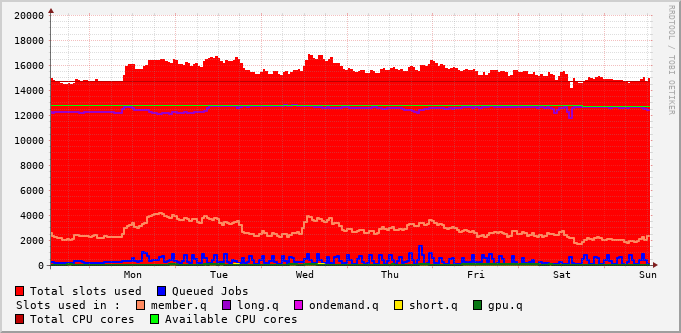 20000
18000
16000
14000
12000
10000
8000
6000
4000
2000
0
Mon Tue Wed Thu Fri Sat Sun
Total slots used Queued Jobs
Slots used in : member.q long.q ondemand.q short.q gpu.q
Total CPU cores Available CPU cores
RRDTOOL / TOBI OETIKER